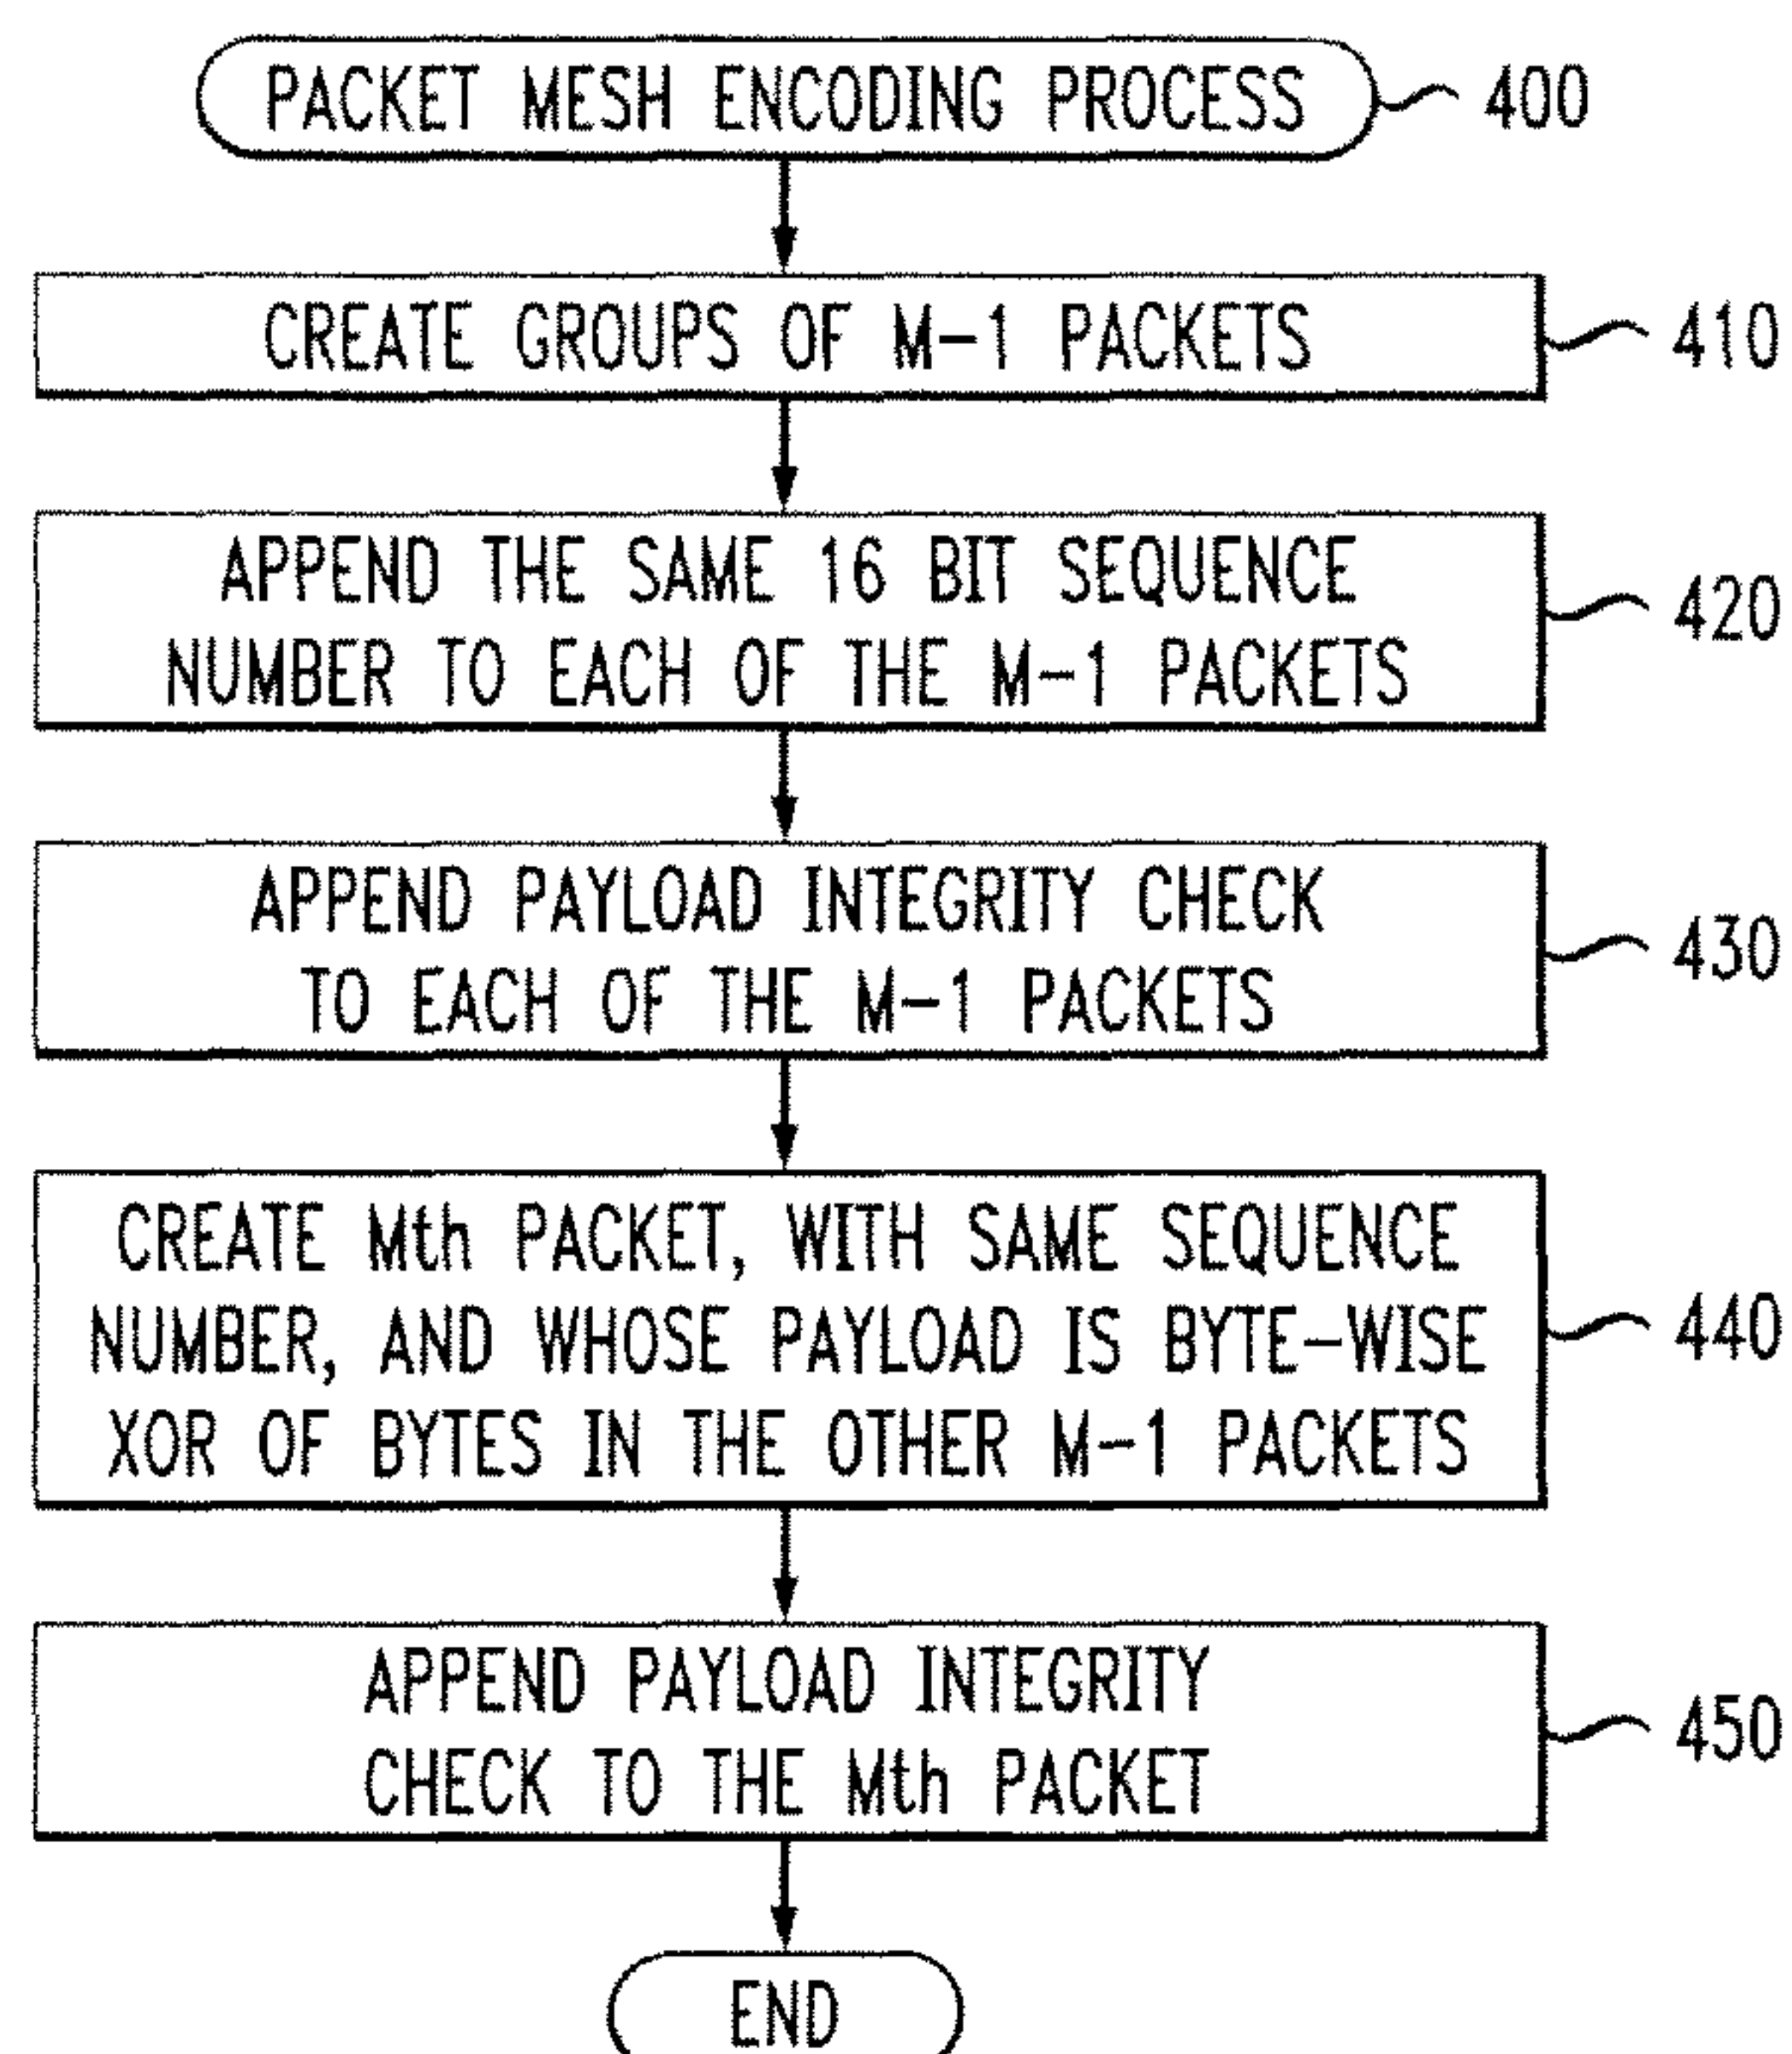 PACKET MESH ENCODING PROCESS
400
CREATE GROUPS OF M-1 PACKETS
410
APPEND THE SAME 16 BIT SEQUENCE
NUMBER TO EACH OF THE M-1 PACKETS
420
APPEND PAYLOAD INTEGRITY CHECK
TO EACH OF THE M-1 PACKETS
430
CREATE Mth PACKET, WITH SAME SEQUENCE
NUMBER, AND WHOSE PAYLOAD IS BYTE-WISE
XOR OF BYTES IN THE OTHER M-1 PACKETS
440
APPEND PAYLOAD INTEGRITY
CHECK TO THE Mth PACKET
450
END